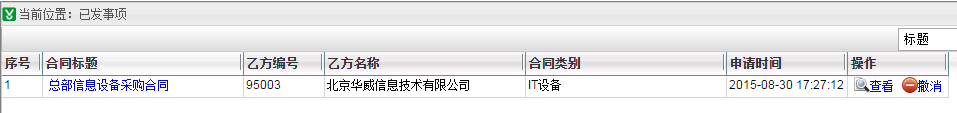 当前位置：已发事项
标题
序号 合同标题 乙方编号 乙方名称 合同类别 申请时间 操作
1 总部信息设备采购合同 95003 北京华威信息技术有限公司 IT设备 2015-08-30 17:27:12 查看 撤消